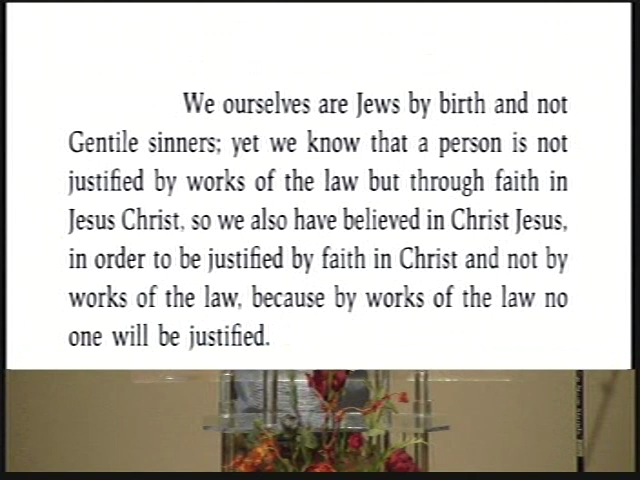 We ourselves are Jews by birth and not
Gentile sinners; yet we know that a person is not
justified by works of the law but through faith in
Jesus Christ, so we also have believed in Christ Jesus,
in order to be justified by faith in Christ and not by
works of the law, because by works of the law no
one will be justified.